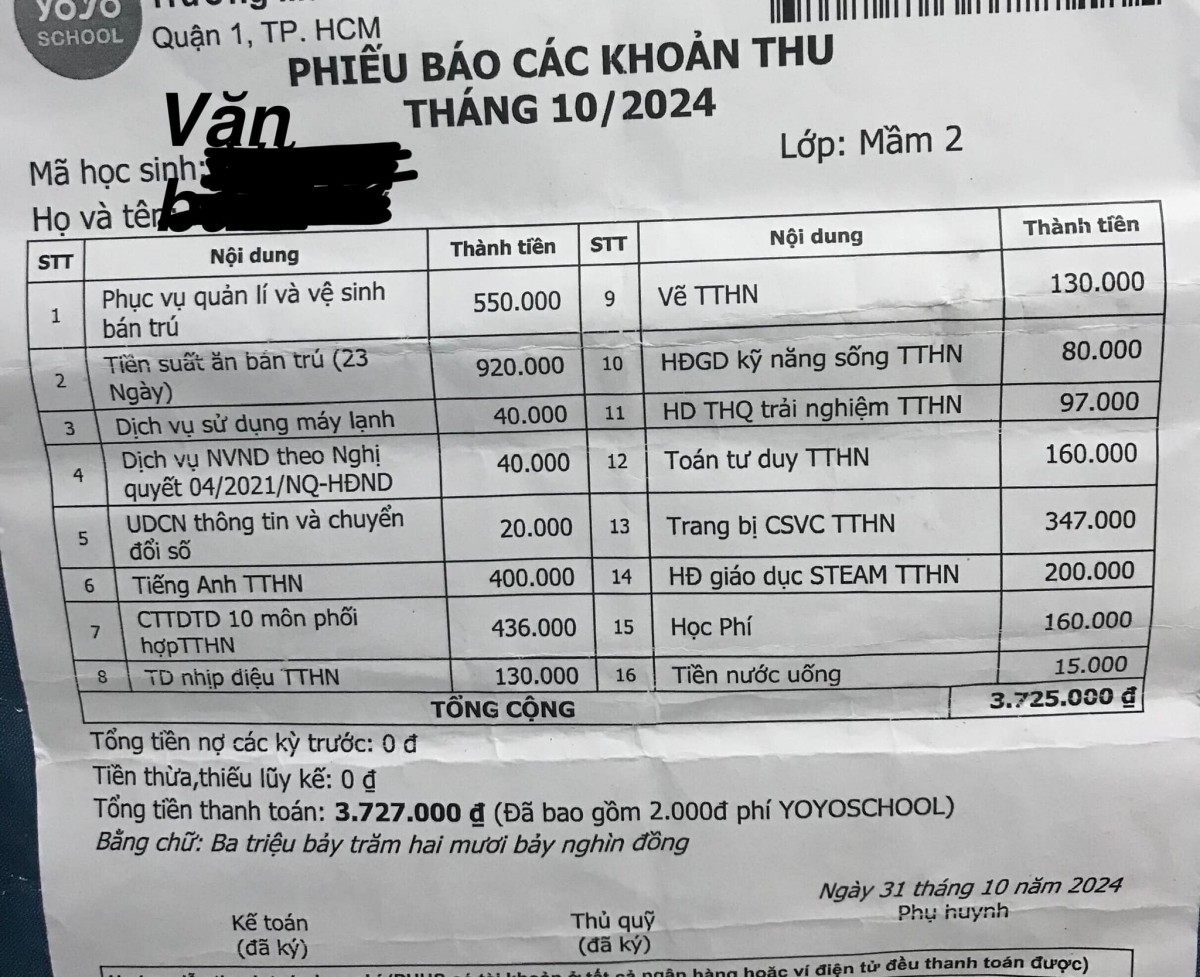 YOYO
SCHOOL
Quận 1, TP. HCM
PHIẾU BÁO CÁC KHOẢN THU
THÁNG 10/2024
Văn
Lớp: Mầm 2
Mã học sinh:
Họ và tên
STT Nội dung Thành tiền STT Nội dung Thành tiền
1 Phục vụ quản lí và vệ sinh bán trú 550.000 9 Vẽ TTHN 130.000
2 Tiền suất ăn bán trú (23 Ngày) 920.000 10 HĐGD kỹ năng sống TTHN 80.000
3 Dịch vụ sử dụng máy lạnh 40.000 11 HD THQ trải nghiệm TTHN 97.000
4 Dịch vụ NVND theo Nghị quyết 04/2021/NQ-HĐND 40.000 12 Toán tư duy TTHN 160.000
5 UDCN thông tin và chuyển đổi số 20.000 13 Trang bị CSVC TTHN 347.000
6 Tiếng Anh TTHN 400.000 14 HĐ giáo dục STEAM TTHN 200.000
7 CTTDTD 10 môn phối hợpTTHN 436.000 15 Học Phí 160.000
8 TD nhịp điệu TTHN 130.000 16 Tiền nước uống 15.000
TỔNG CỘNG 3.725.000 đ
Tổng tiền nợ các kỳ trước: 0 đ
Tiền thừa,thiếu lũy kế: 0 đ
Tổng tiền thanh toán: 3.727.000 đ (Đã bao gồm 2.000đ phí YOYOSCHOOL)
Bằng chữ: Ba triệu bảy trăm hai mươi bảy nghìn đồng
Ngày 31 tháng 10 năm 2024
Kế toán Thủ quỹ Phụ huynh
(đã ký) (đã ký)
ngân hàng hoặc ví điện tử đều thanh toán được)